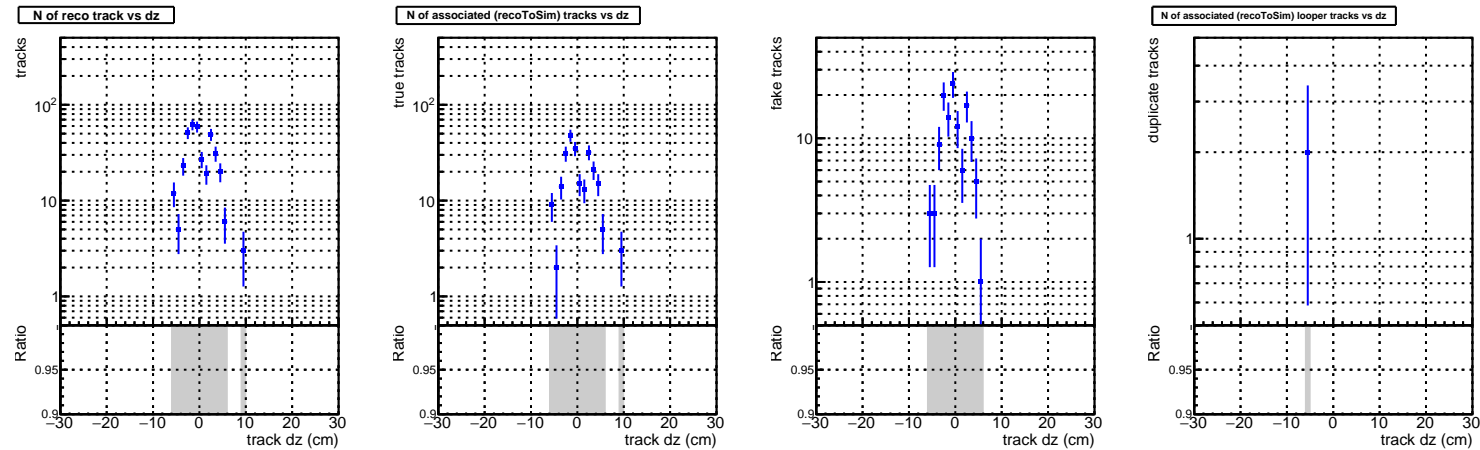 N of reco track vs dz
tracks
10²
10
1
Ratio
0.95
0.9
−30 −20 −10 0 10 20 30
track dz (cm)
N of associated (recoToSim) tracks vs dz
true tracks
10²
10
1
Ratio
0.95
0.9
−30 −20 −10 0 10 20 30
track dz (cm)
fake tracks
10
1
Ratio
0.95
0.9
−30 −20 −10 0 10 20 30
track dz (cm)
N of associated (recoToSim) looper tracks vs dz
duplicate tracks
1
Ratio
0.95
0.9
−30 −20 −10 0 10 20 30
track dz (cm)